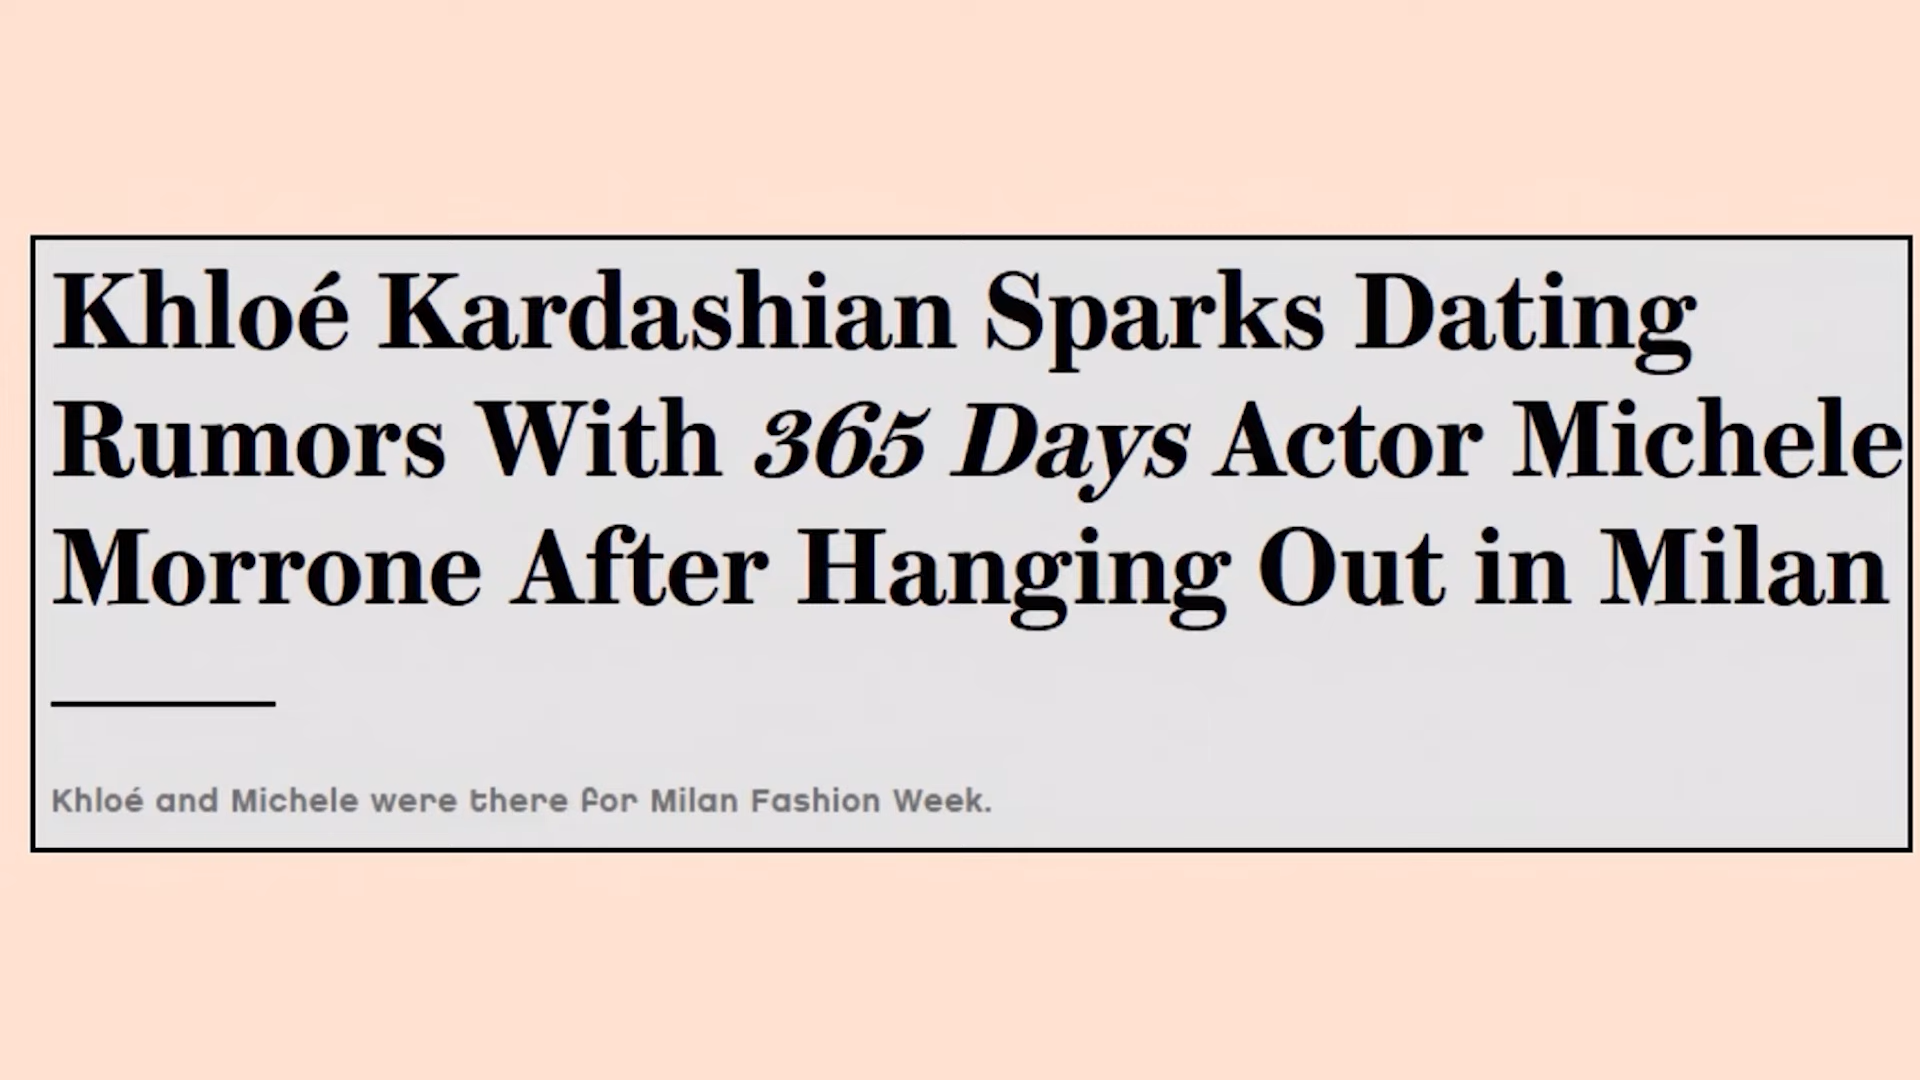 Khloé Kardashian Sparks Dating
Rumors With 365 Days Actor Michele
Morrone After Hanging Out in Milan
Khloé and Michele were there for Milan Fashion Week.